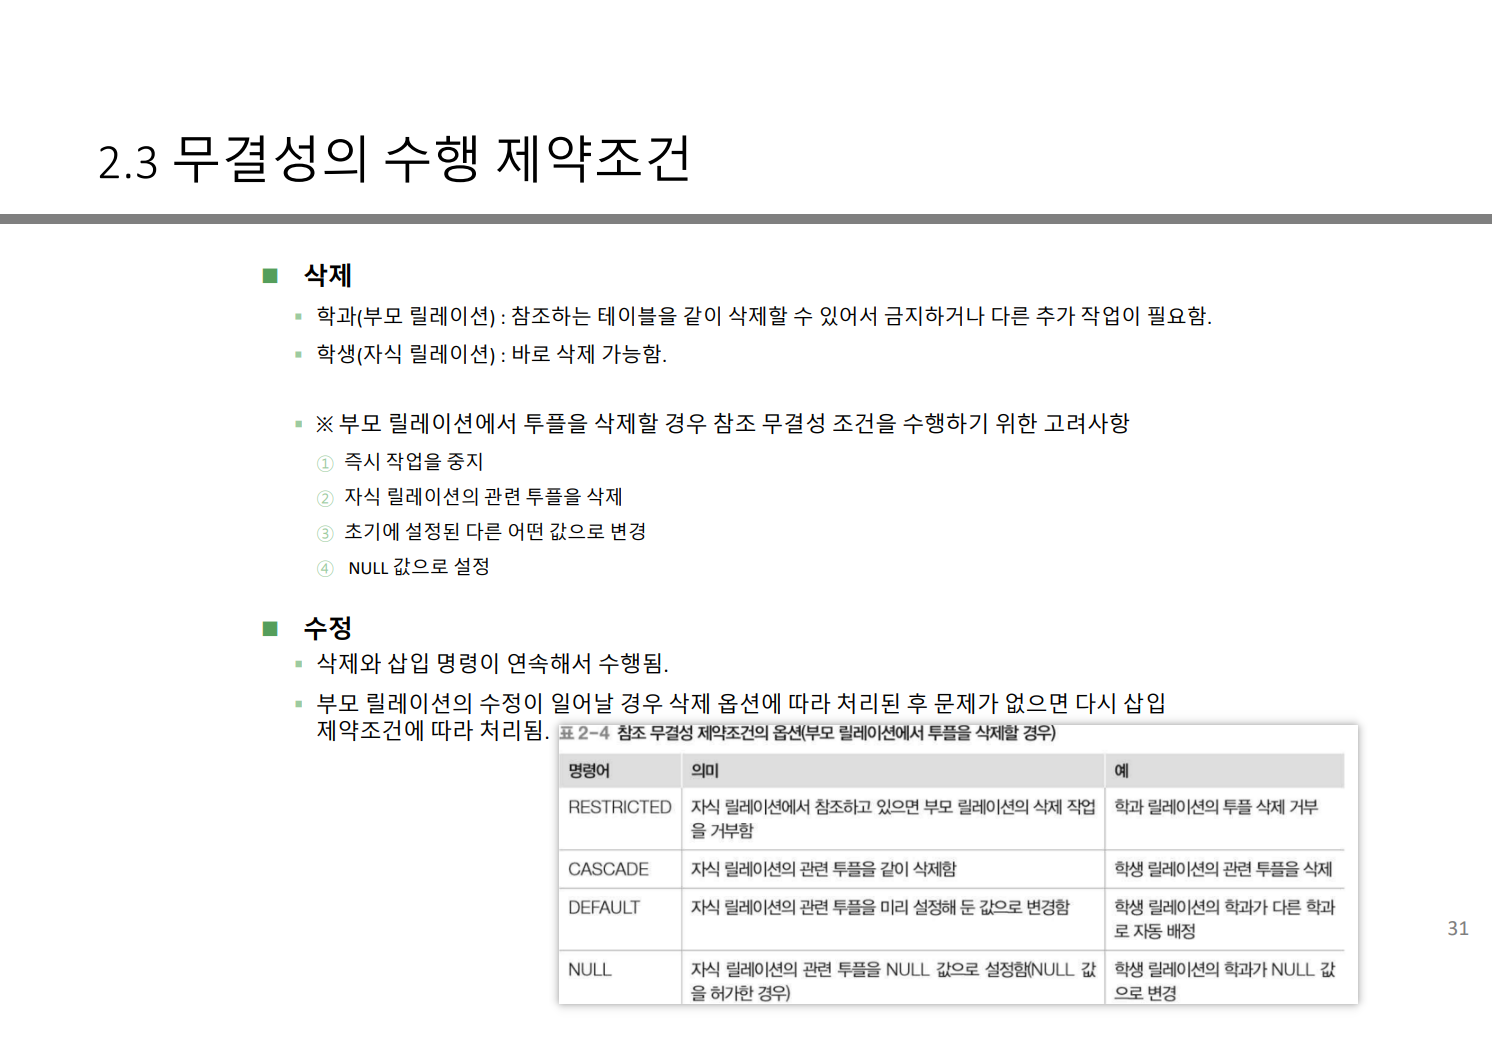 2.3 무결성의 수행 제약조건
■ 삭제
▪ 학과(부모 릴레이션) : 참조하는 테이블을 같이 삭제할 수 있어서 금지하거나 다른 추가 작업이 필요함.
▪ 학생(자식 릴레이션) : 바로 삭제 가능함.
▪ ※ 부모 릴레이션에서 투플을 삭제할 경우 참조 무결성 조건을 수행하기 위한 고려사항
① 즉시 작업을 중지
② 자식 릴레이션의 관련 투플을 삭제
③ 초기에 설정된 다른 어떤 값으로 변경
④ NULL 값으로 설정
■ 수정
▪ 삭제와 삽입 명령이 연속해서 수행됨.
▪ 부모 릴레이션의 수정이 일어날 경우 삭제 옵션에 따라 처리된 후 문제가 없으면 다시 삽입
제약조건에 따라 처리됨.
표 2-4 참조 무결성 제약조건의 옵션(부모 릴레이션에서 투플을 삭제할 경우)
명령어 의미 예
RESTRICTED 자식 릴레이션에서 참조하고 있으면 부모 릴레이션의 삭제 작업 학과 릴레이션의 투플 삭제 거부
을 거부함
CASCADE 자식 릴레이션의 관련 투플을 같이 삭제함 학생 릴레이션의 관련 투플을 삭제
DEFAULT 자식 릴레이션의 관련 투플을 미리 설정해 둔 값으로 변경함 학생 릴레이션의 학과가 다른 학과
로 자동 배정
NULL 자식 릴레이션의 관련 투플을 NULL 값으로 설정함(NULL 값 학생 릴레이션의 학과가 NULL 값
을 허가한 경우) 으로 변경
31